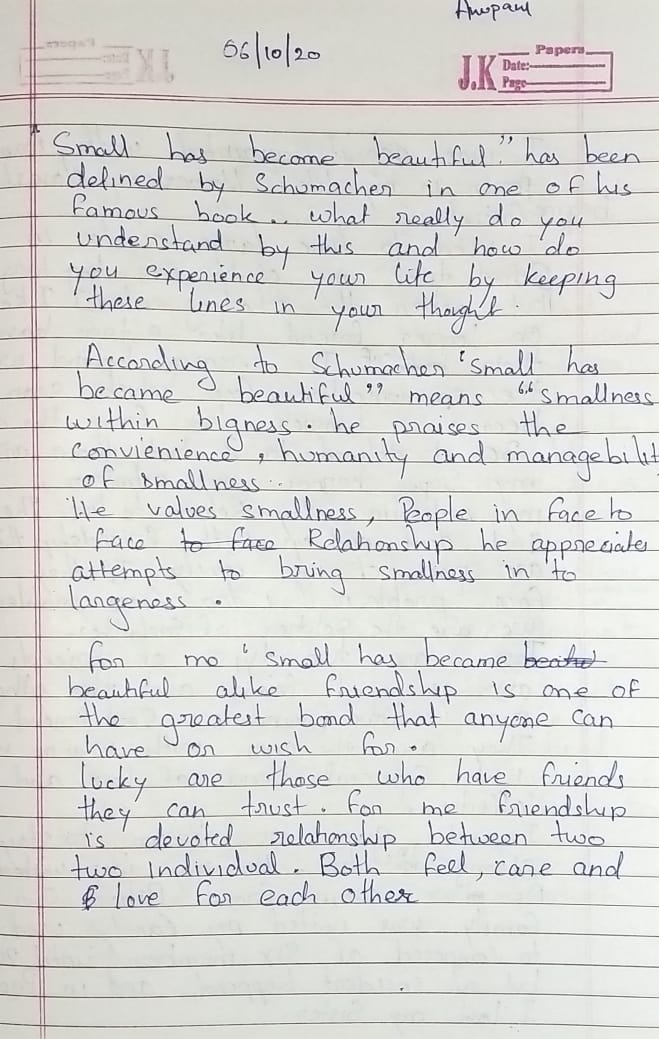 Anupam
06/10/20
J.K
Papers
Date:
Page
"Small has become beautiful." has been
defined by Schumacher in one of his
famous book.. what really do you
understand by this and how do
you experience your life by keeping
these lines in your thought.
According to Schumacher "small has
became beautiful" means "smallness
within bigness. he praises the
convienience, humanity and managebilit
of smallness..
He values smallness, People in face to
face to face Relationship he appreciates
attempts to bring smallness in to
largeness.
for me "small has became beatu
beautiful alike friendship is one of
the greatest bond that anyone can
have or wish for.
lucky are those who have friends
they can trust. for me friendship
is devoted relationship between two
two individual. Both feel, care and
love for each other